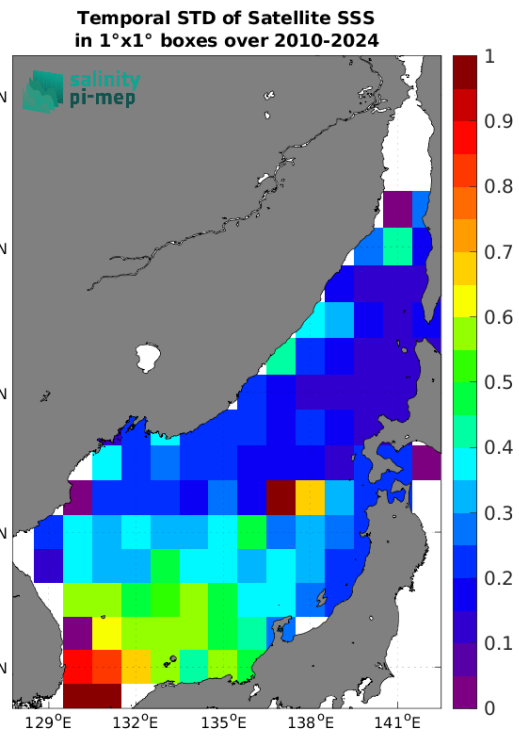 Temporal STD of Satellite SSS
in 1°x1° boxes over 2010-2024
salinity
pi-mep
N
N
N
N
N
1
0.9
0.8
0.7
0.6
0.5
0.4
0.3
0.2
0.1
0
129°E 132°E 135°E 138°E 141°E